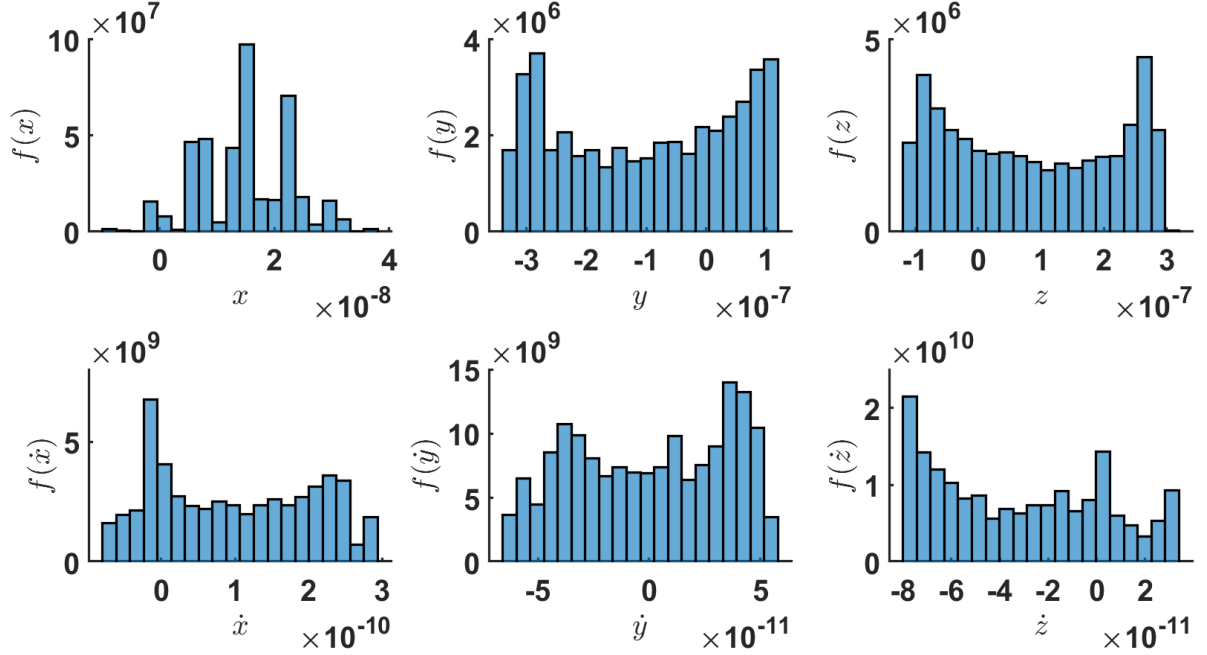 ×10⁷
10
5
0
f(x)
0 2 4
x
×10⁻⁸
×10⁶
4
2
0
f(y)
-3 -2 -1 0 1
y
×10⁻⁷
×10⁶
5
0
f(z)
-1 0 1 2 3
z
×10⁻⁷
×10⁹
5
0
f(ẋ)
0 1 2 3
ẋ
×10⁻¹⁰
×10⁹
15
10
5
0
f(ẏ)
-5 0 5
ẏ
×10⁻¹¹
×10¹⁰
2
1
0
f(ż)
-8 -6 -4 -2 0 2
ż
×10⁻¹¹